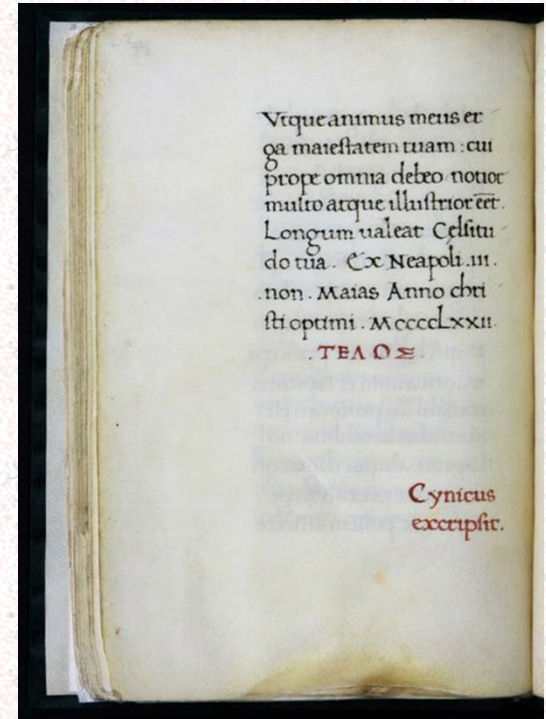 Vtque animus meus er
ga maiestatem tuam : cui
prope omnia debeo notior
multo atque illustrior eēt.
Longum ualeat Celsitu
do tua . Ex Neapoli .iii.
.non . Maias Anno chri
sti optimi . MccccLxxii.
. ΤΕΛΟΣ
Cynicus
excripsit.